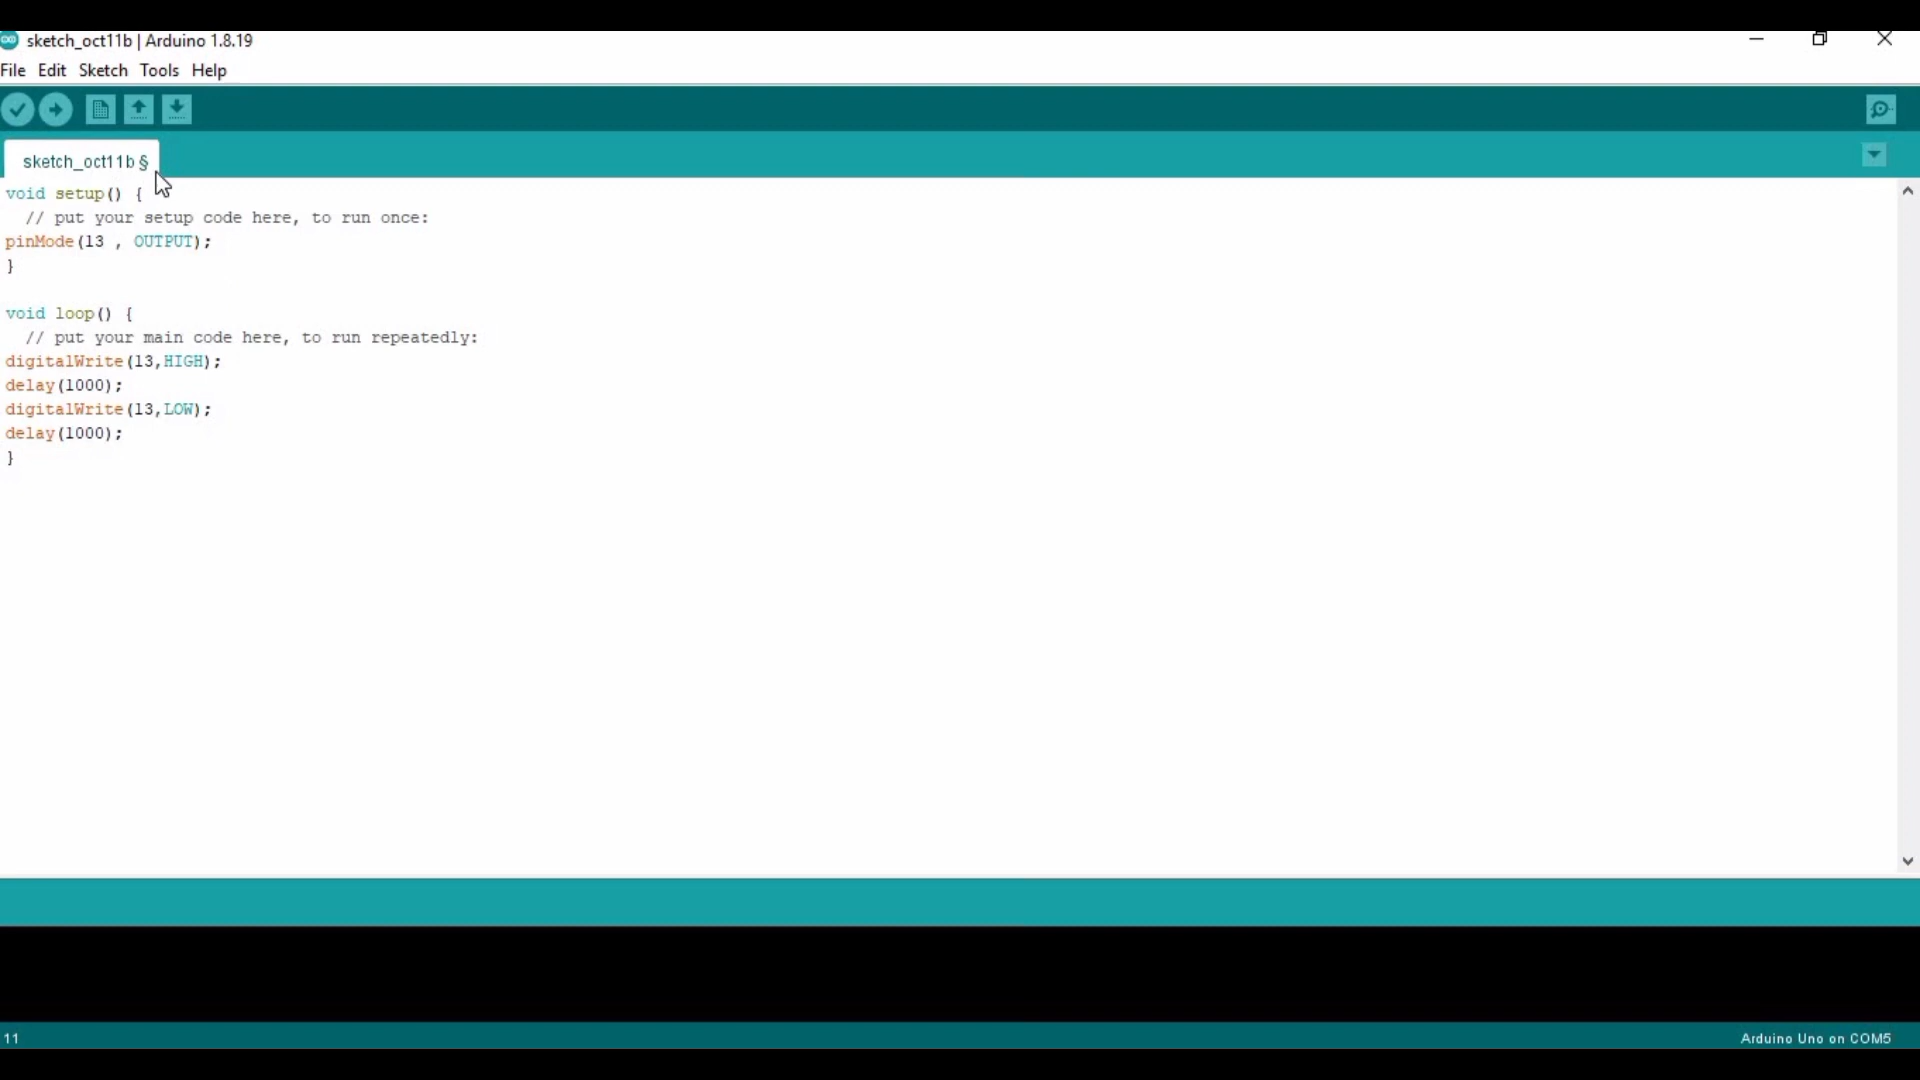 sketch_oct11b | Arduino 1.8.19
File Edit Sketch Tools Help
sketch_oct11b §
void setup() {
  // put your setup code here, to run once:
pinMode(13 , OUTPUT);
}
void loop() {
  // put your main code here, to run repeatedly:
digitalWrite(13,HIGH);
delay(1000);
digitalWrite(13,LOW);
delay(1000);
}
11
Arduino Uno on COM5